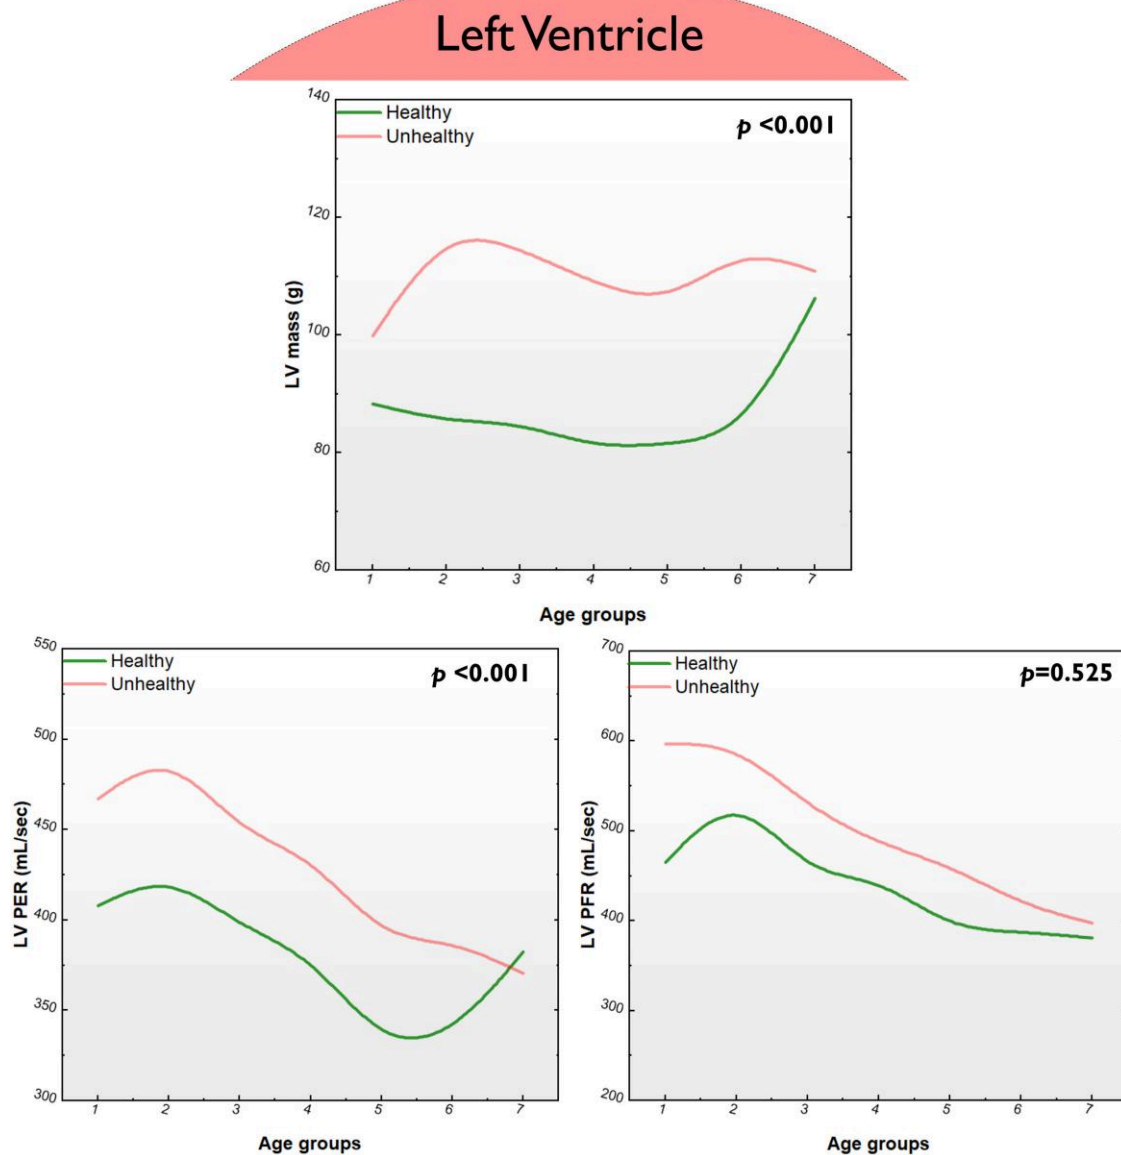 Left Ventricle
Healthy
Unhealthy
p <0.001
140
120
100
80
60
LV mass (g)
1 2 3 4 5 6 7
Age groups
Healthy
Unhealthy
p <0.001
550
500
450
400
350
300
LV PER (mL/sec)
1 2 3 4 5 6 7
Age groups
Healthy
Unhealthy
p=0.525
700
600
500
400
300
200
LV PFR (mL/sec)
1 2 3 4 5 6 7
Age groups